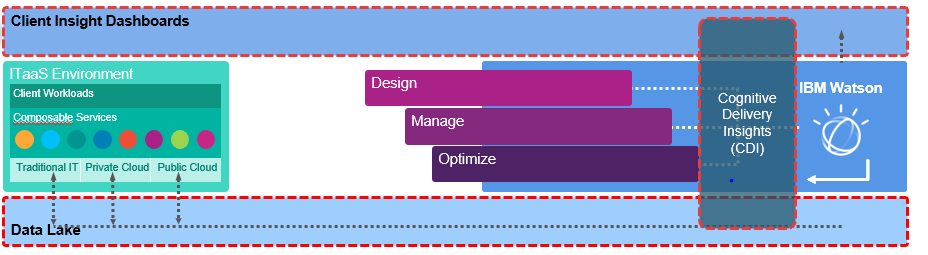 Client Insight Dashboards
ITaaS Environment
Client Workloads
Composable Services
Traditional IT
Private Cloud
Public Cloud
Design
Manage
Optimize
Cognitive
Delivery
Insights
(CDI)
IBM Watson
Data Lake